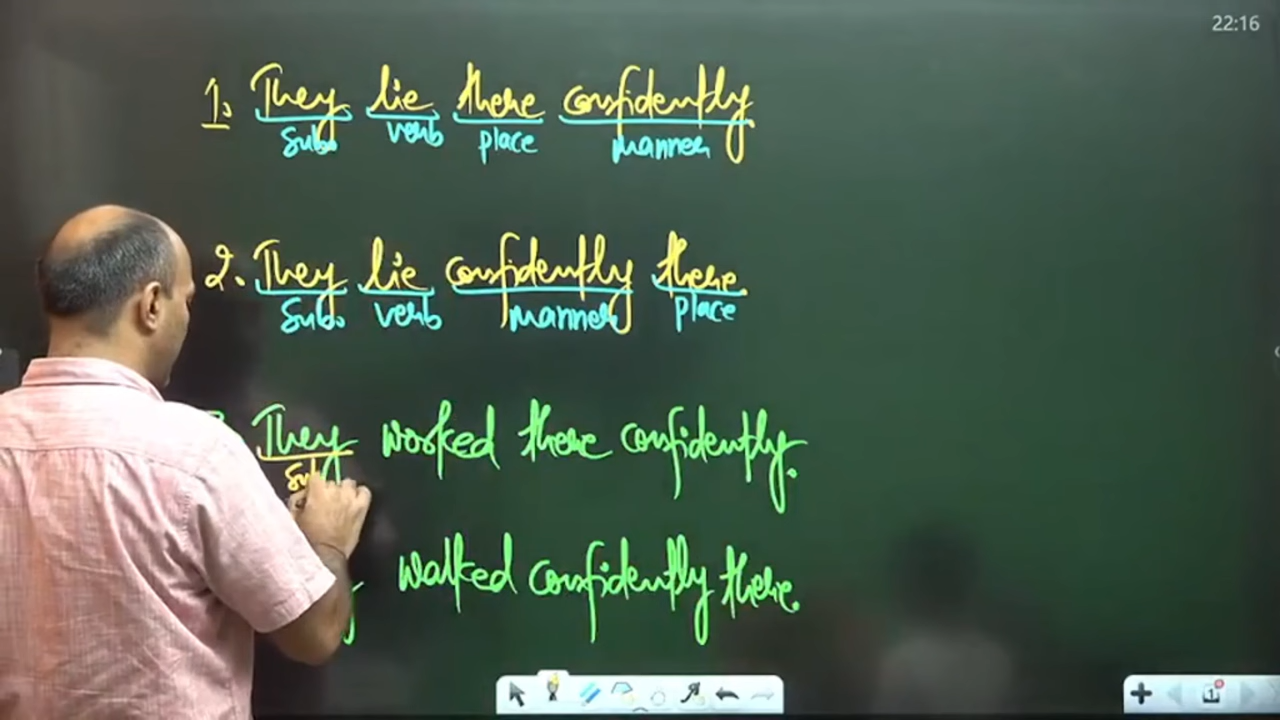 22:16
1. They lie there confidently.
Sub. verb place manner
2. They lie confidently there.
Sub. verb manner place
They worked there confidently.
walked confidently there.
1